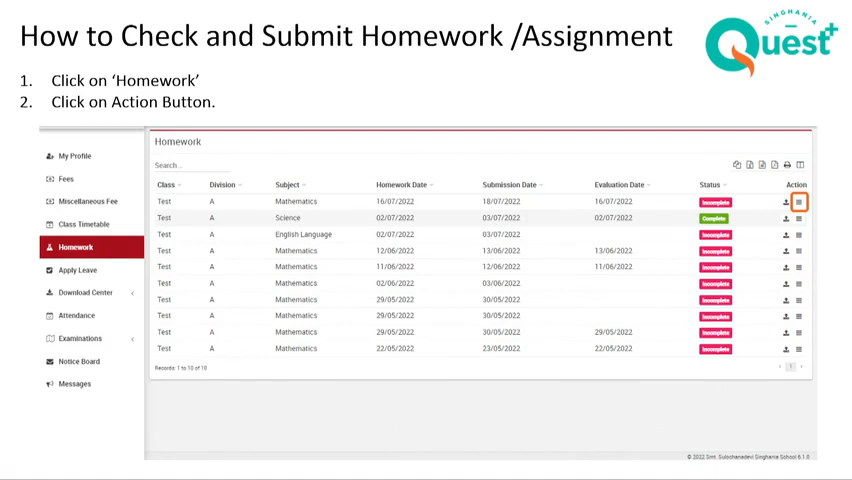 How to Check and Submit Homework /Assignment
SINGHANIA
Quest+
1. Click on ‘Homework’
2. Click on Action Button.
My Profile
Fees
Miscellaneous Fee
Class Timetable
Homework
Apply Leave
Download Center
Attendance
Examinations
Notice Board
Messages
Homework
Search...
Class Division Subject Homework Date Submission Date Evaluation Date Status Action
Test A Mathematics 16/07/2022 18/07/2022 16/07/2022 Incomplete
Test A Science 02/07/2022 03/07/2022 02/07/2022 Complete
Test A English Language 02/07/2022 03/07/2022 Incomplete
Test A Mathematics 12/06/2022 13/06/2022 13/06/2022 Incomplete
Test A Mathematics 11/06/2022 12/06/2022 11/06/2022 Incomplete
Test A Mathematics 02/06/2022 03/06/2022 Incomplete
Test A Mathematics 29/05/2022 30/05/2022 Incomplete
Test A Mathematics 29/05/2022 30/05/2022 Incomplete
Test A Mathematics 29/05/2022 30/05/2022 29/05/2022 Incomplete
Test A Mathematics 22/05/2022 23/05/2022 22/05/2022 Incomplete
Records: 1 to 10 of 10
‹ 1 ›
© 2022 Smt. Sulochanadevi Singhania School 6.1.0